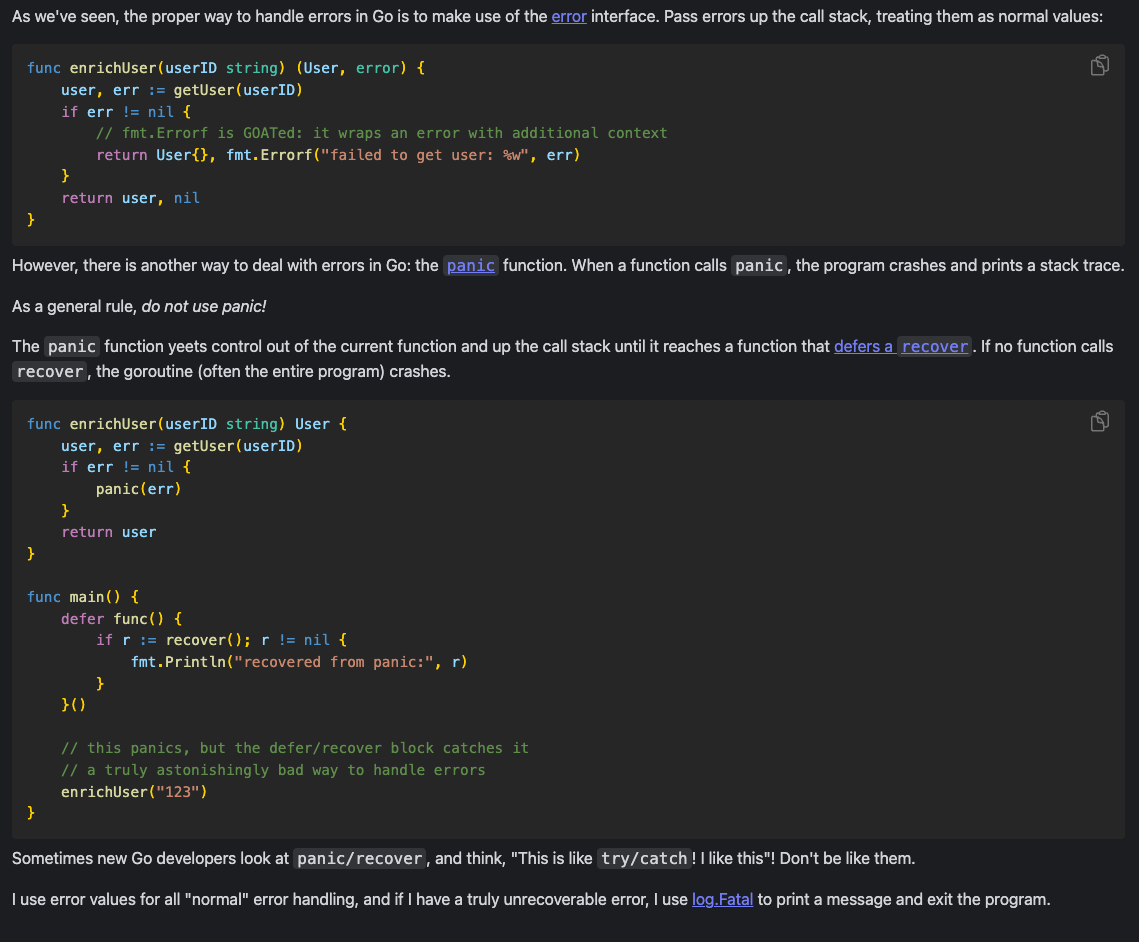 As we've seen, the proper way to handle errors in Go is to make use of the error interface. Pass errors up the call stack, treating them as normal values:
func enrichUser(userID string) (User, error) {
    user, err := getUser(userID)
    if err != nil {
        // fmt.Errorf is GOATed: it wraps an error with additional context
        return User{}, fmt.Errorf("failed to get user: %w", err)
    }
    return user, nil
}
However, there is another way to deal with errors in Go: the panic function. When a function calls panic, the program crashes and prints a stack trace.
As a general rule, do not use panic!
The panic function yeets control out of the current function and up the call stack until it reaches a function that defers a recover. If no function calls
recover, the goroutine (often the entire program) crashes.
func enrichUser(userID string) User {
    user, err := getUser(userID)
    if err != nil {
        panic(err)
    }
    return user
}
func main() {
    defer func() {
        if r := recover(); r != nil {
            fmt.Println("recovered from panic:", r)
        }
    }()
    // this panics, but the defer/recover block catches it
    // a truly astonishingly bad way to handle errors
    enrichUser("123")
}
Sometimes new Go developers look at panic/recover, and think, "This is like try/catch! I like this"! Don't be like them.
I use error values for all "normal" error handling, and if I have a truly unrecoverable error, I use log.Fatal to print a message and exit the program.